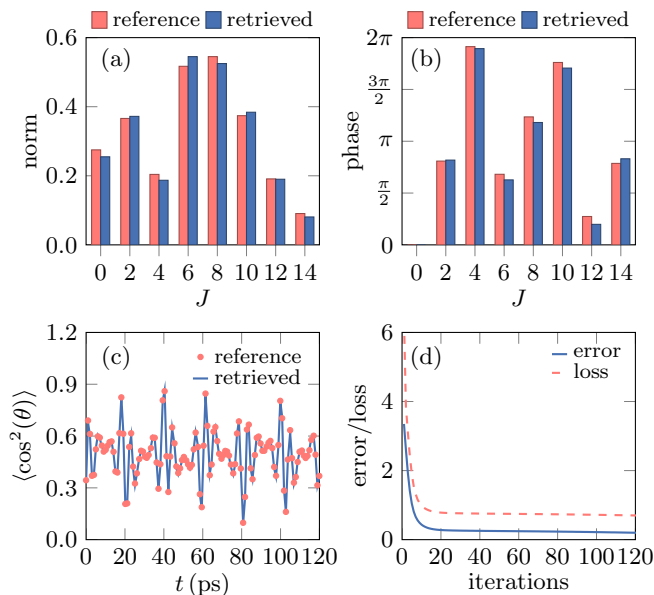 reference retrieved
(a)
norm
0.6
0.4
0.2
0.0
0 2 4 6 8 10 12 14
J
reference retrieved
(b)
phase
2π
3π/2
π
π/2
0
0 2 4 6 8 10 12 14
J
(c)
reference
retrieved
⟨cos²(θ)⟩
1.2
0.9
0.6
0.3
0.0
0 20 40 60 80 100 120
t (ps)
(d)
error
loss
error/loss
6
4
2
0
0 20 40 60 80 100 120
iterations